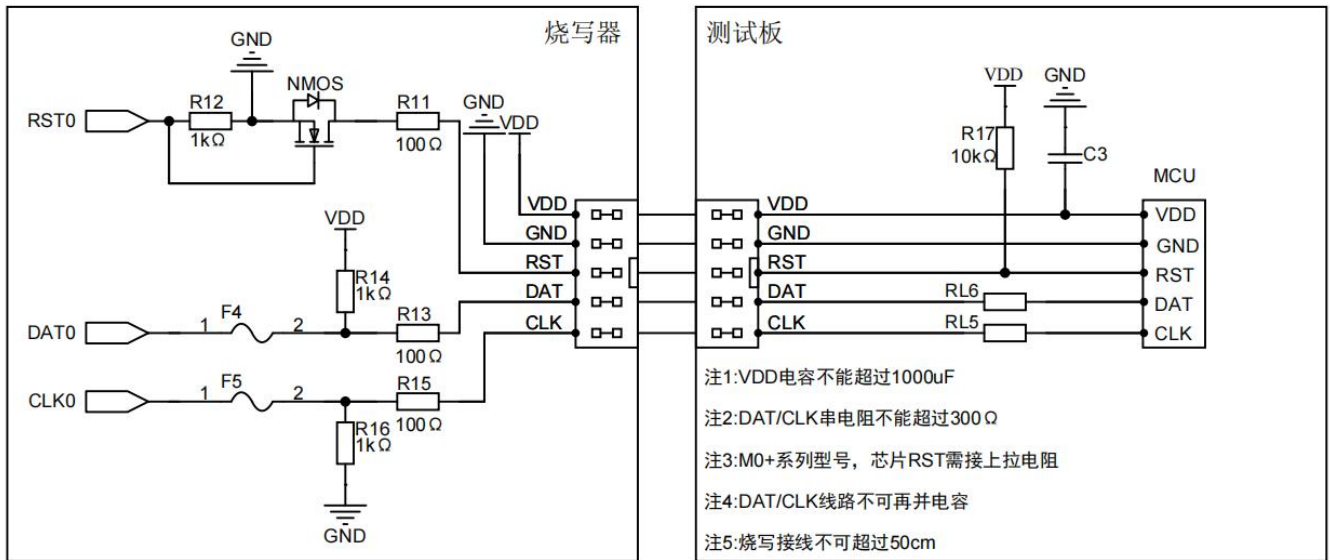 烧写器
GND
NMOS
RST0
R12
1kΩ
R11
100Ω
GND
VDD
VDD
GND
RST
DAT
CLK
VDD
R14
1kΩ
DAT0
1
F4
2
R13
100Ω
CLK0
1
F5
2
R15
100Ω
R16
1kΩ
GND
测试板
VDD
GND
R17
10kΩ
C3
MCU
VDD
GND
RST
DAT
CLK
RL6
RL5
VDD
GND
RST
DAT
CLK
注1:VDD电容不能超过1000uF
注2:DAT/CLK串电阻不能超过300Ω
注3:M0+系列型号，芯片RST需接上拉电阻
注4:DAT/CLK线路不可再并电容
注5:烧写接线不可超过50cm